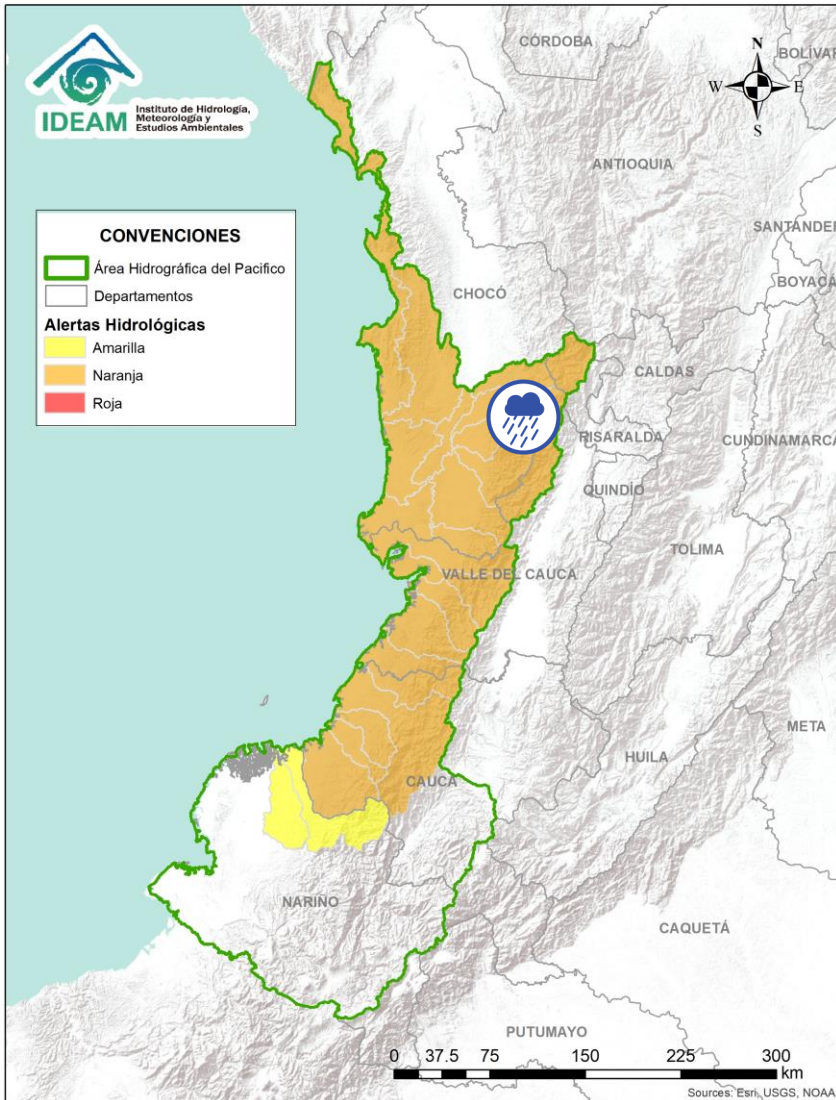 IDEAM
Instituto de Hidrología,
Meteorología y
Estudios Ambientales
N
W
E
S
CÓRDOBA
BOLÍVAR
ANTIOQUIA
SANTANDER
BOYACÁ
CONVENCIONES
Área Hidrográfica del Pacifico
Departamentos
Alertas Hidrológicas
Amarilla
Naranja
Roja
CHOCÓ
CALDAS
RISARALDA
CUNDINAMARCA
QUINDÍO
TOLIMA
VALLE DEL CAUCA
META
HUILA
CAUCA
NARIÑO
CAQUETÁ
PUTUMAYO
0 37.5 75 150 225 300
km
Sources: Esri, USGS, NOAA